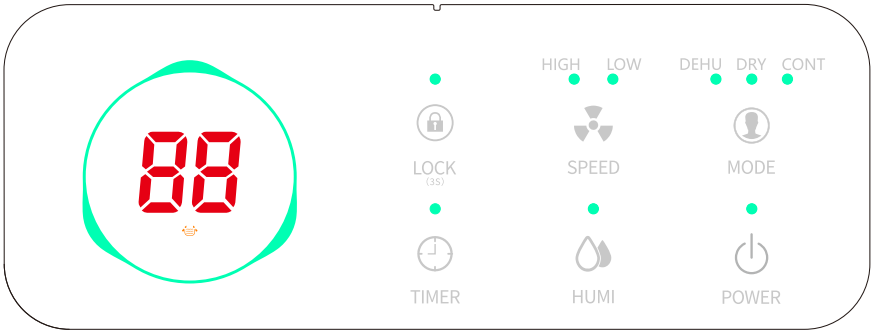 HIGH LOW DEHU DRY CONT
88
LOCK SPEED MODE
(3S)
TIMER HUMI POWER